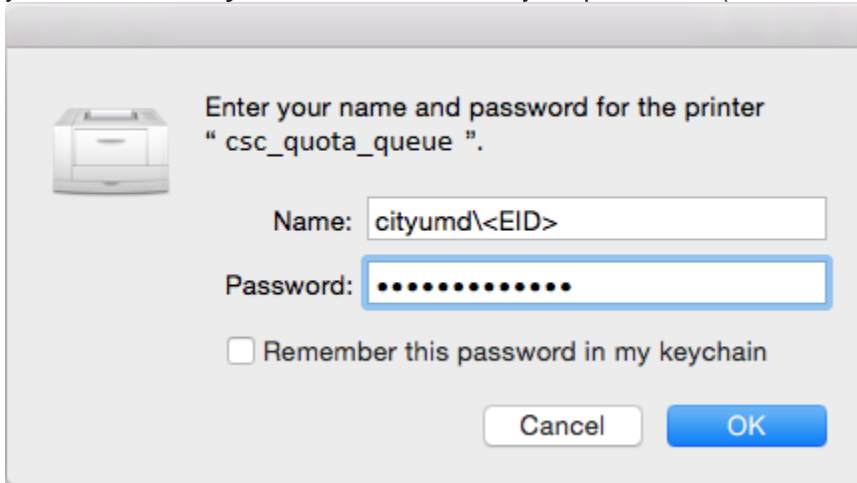 Enter your name and password for the printer
“ csc_quota_queue ”.
Name: cityumd\<EID>
Password: •••••••••••••
Remember this password in my keychain
Cancel OK